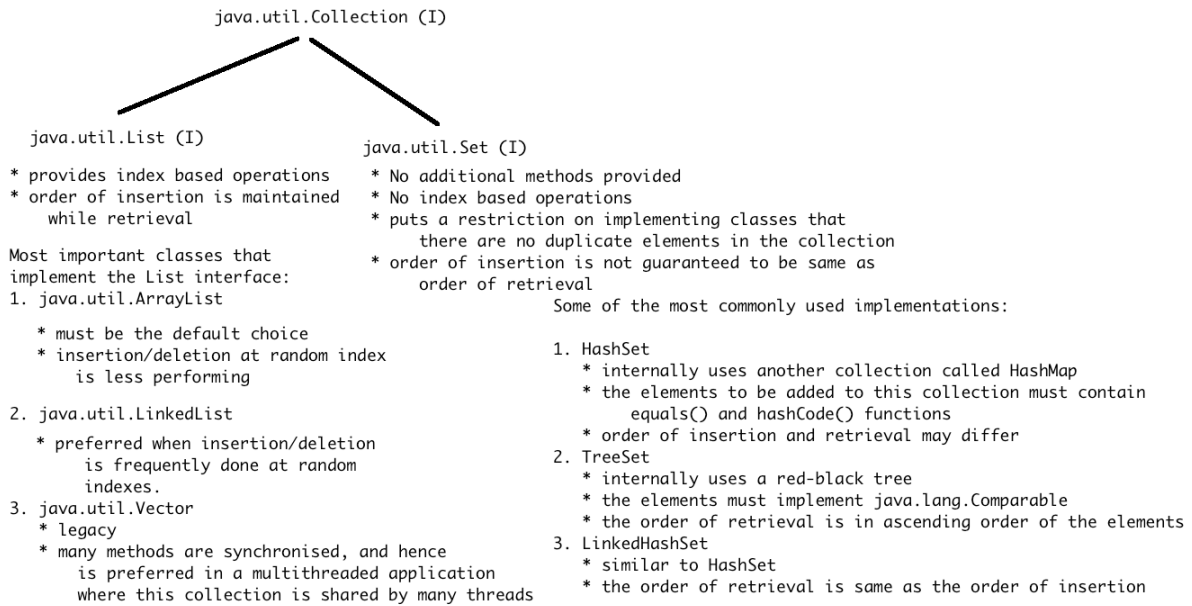 java.util.Collection (I)
java.util.List (I)
* provides index based operations
* order of insertion is maintained
while retrieval
Most important classes that
implement the List interface:
1. java.util.ArrayList
* must be the default choice
* insertion/deletion at random index
is less performing
2. java.util.LinkedList
* preferred when insertion/deletion
is frequently done at random
indexes.
3. java.util.Vector
* legacy
* many methods are synchronised, and hence
is preferred in a multithreaded application
where this collection is shared by many threads
java.util.Set (I)
* No additional methods provided
* No index based operations
* puts a restriction on implementing classes that
there are no duplicate elements in the collection
* order of insertion is not guaranteed to be same as
order of retrieval
Some of the most commonly used implementations:
1. HashSet
* internally uses another collection called HashMap
* the elements to be added to this collection must contain
equals() and hashCode() functions
* order of insertion and retrieval may differ
2. TreeSet
* internally uses a red-black tree
* the elements must implement java.lang.Comparable
* the order of retrieval is in ascending order of the elements
3. LinkedHashSet
* similar to HashSet
* the order of retrieval is same as the order of insertion